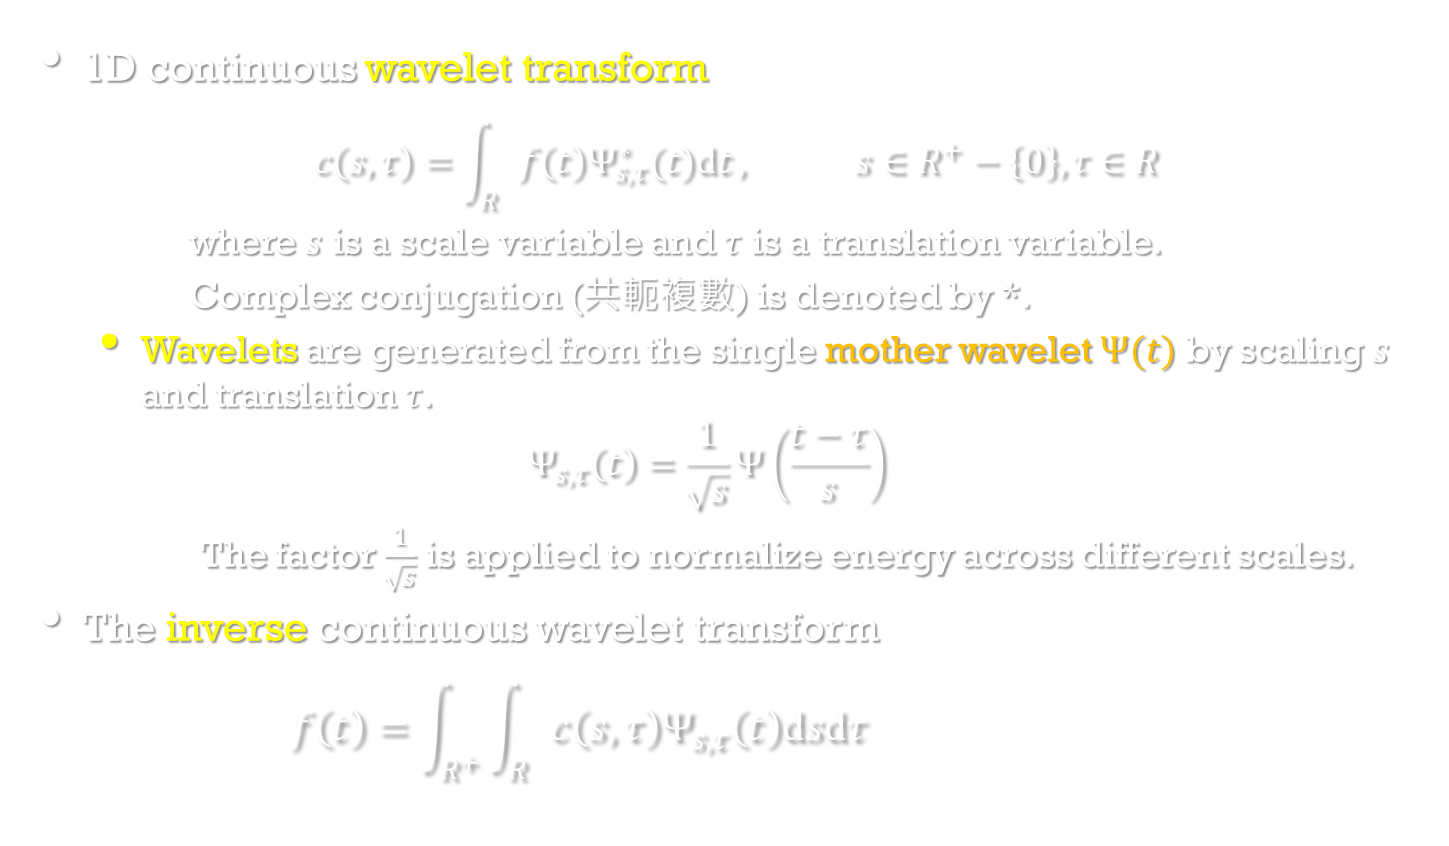 • 1D continuous wavelet transform
c(s, τ) = ∫_R f(t)Ψ*_{s,τ}(t)dt , s ∈ R⁺ − {0}, τ ∈ R
where s is a scale variable and τ is a translation variable.
Complex conjugation (共軛複數) is denoted by *.
• Wavelets are generated from the single mother wavelet Ψ(t) by scaling s
and translation τ.
Ψ_{s,τ}(t) = 1/√s Ψ((t − τ)/s)
The factor 1/√s is applied to normalize energy across different scales.
• The inverse continuous wavelet transform
f(t) = ∫_{R⁺} ∫_R c(s, τ)Ψ_{s,τ}(t)dsdτ